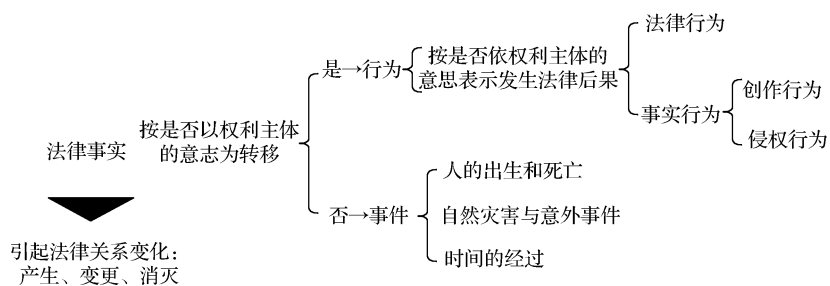 法律事实
引起法律关系变化：
产生、变更、消灭
按是否以权利主体
的意志为转移
是→行为
按是否依权利主体的
意思表示发生法律后果
法律行为
事实行为
创作行为
侵权行为
否→事件
人的出生和死亡
自然灾害与意外事件
时间的经过